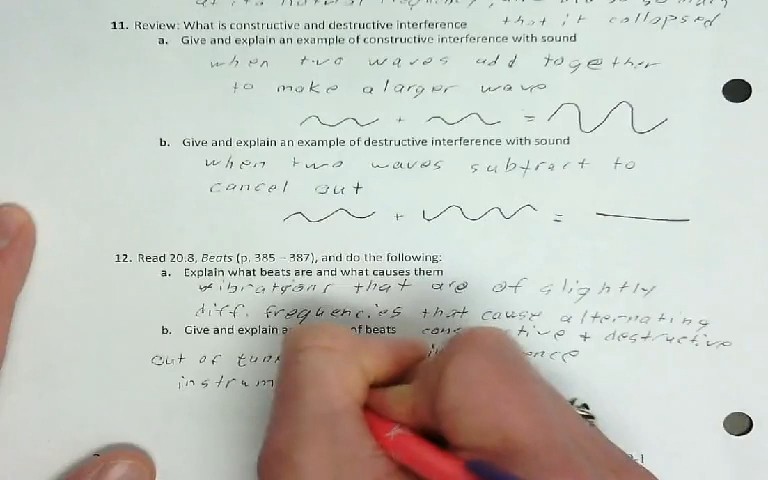 that it collapsed
11. Review: What is constructive and destructive interference
a. Give and explain an example of constructive interference with sound
when two waves add together
to make a larger wave
+ =
b. Give and explain an example of destructive interference with sound
when two waves subtract to
cancel out
+ =
12. Read 20.8, Beats (p. 385 – 387), and do the following:
a. Explain what beats are and what causes them
vibrations that are of slightly
diff. frequencies that cause alternating
b. Give and explain of beats
destructive
out of